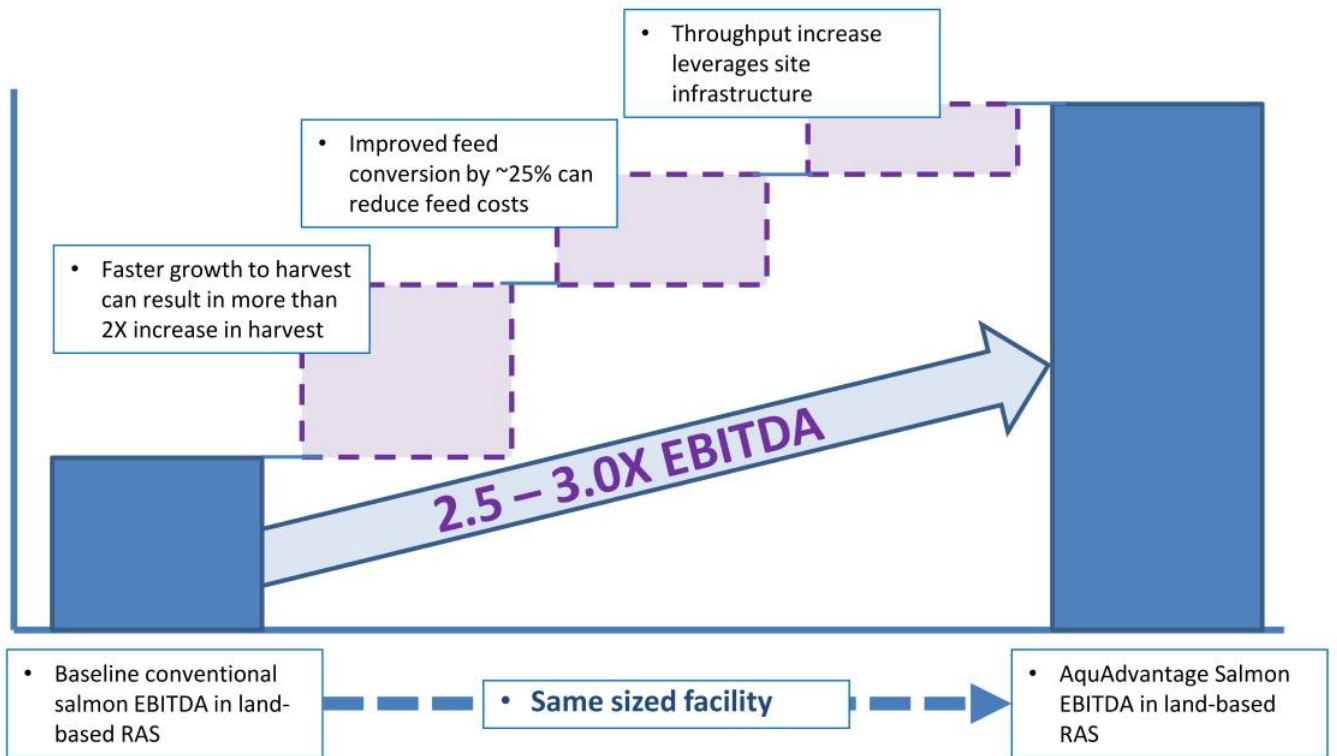 • Throughput increase
leverages site
infrastructure
• Improved feed
conversion by ~25% can
reduce feed costs
• Faster growth to harvest
can result in more than
2X increase in harvest
2.5 – 3.0X EBITDA
• Baseline conventional
salmon EBITDA in land-
based RAS
• Same sized facility
• AquAdvantage Salmon
EBITDA in land-based
RAS